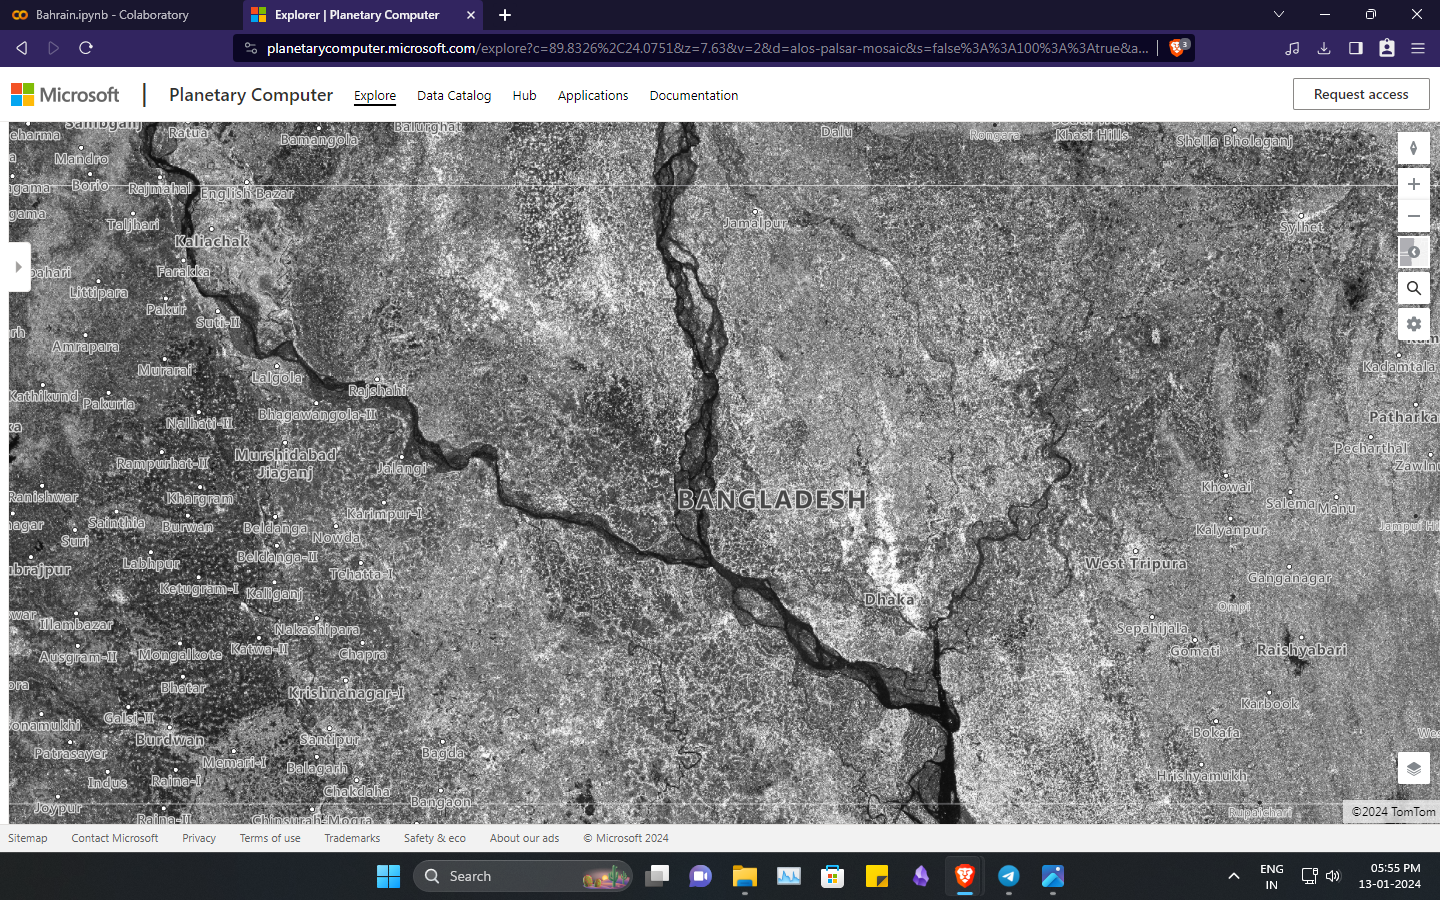 Bahrain.ipynb - Colaboratory
Explorer | Planetary Computer
planetarycomputer.microsoft.com/explore?c=89.8326%2C24.0751&z=7.63&v=2&d=alos-palsar-mosaic&s=false%3A%3A100%3A%3Atrue&a...
3
Microsoft
Planetary Computer
Explore
Data Catalog
Hub
Applications
Documentation
Request access
Balurghat
Dalu
Rongara
Khasi Hills
Shella Bholaganj
Ratua
Bamangola
Mandro
Borio
Rajmahal
English Bazar
Taljhari
Jamalpur
Sylhet
Kaliachak
Farakka
Littipara
Pakur
Suti-II
Amrapara
Murarai
Lalgola
Rajshahi
Kadamtala
Kathikund
Pakuria
Nalhati-II
Bhagawangola-II
Patharka
Murshidabad
Jiaganj
Jalangi
Pecharthal
Rampurhat-II
Zawlnu
Ranishwar
Khargram
Karimpur-I
BANGLADESH
Khowai
Salema
Manu
Sainthia
Burwan
Beldanga
Nowda
Kalyanpur
Jampui Hil
Suri
Labhpur
Beldanga-II
Tehatta-I
West Tripura
Ganganagar
ubrajpur
Ketugram-I
Kaliganj
Dhaka
Ompi
Illambazar
Nakashipara
Sepahijala
Ausgram-II
Mongalkote
Katwa-II
Chapra
Gomati
Raishyabari
Bhatar
Krishnanagar-I
Karbook
onamukhi
Galsi-II
Burdwan
Santipur
Bokafa
Patrasayer
Memari-I
Bagda
Indus
Raina-I
Balagarh
Hrishyamukh
Chakdaha
Bangaon
Joypur
Raina-II
Chinsurah-Mogra
Rupaichari
©2024 TomTom
Sitemap
Contact Microsoft
Privacy
Terms of use
Trademarks
Safety & eco
About our ads
© Microsoft 2024
Search
ENG
IN
05:55 PM
13-01-2024